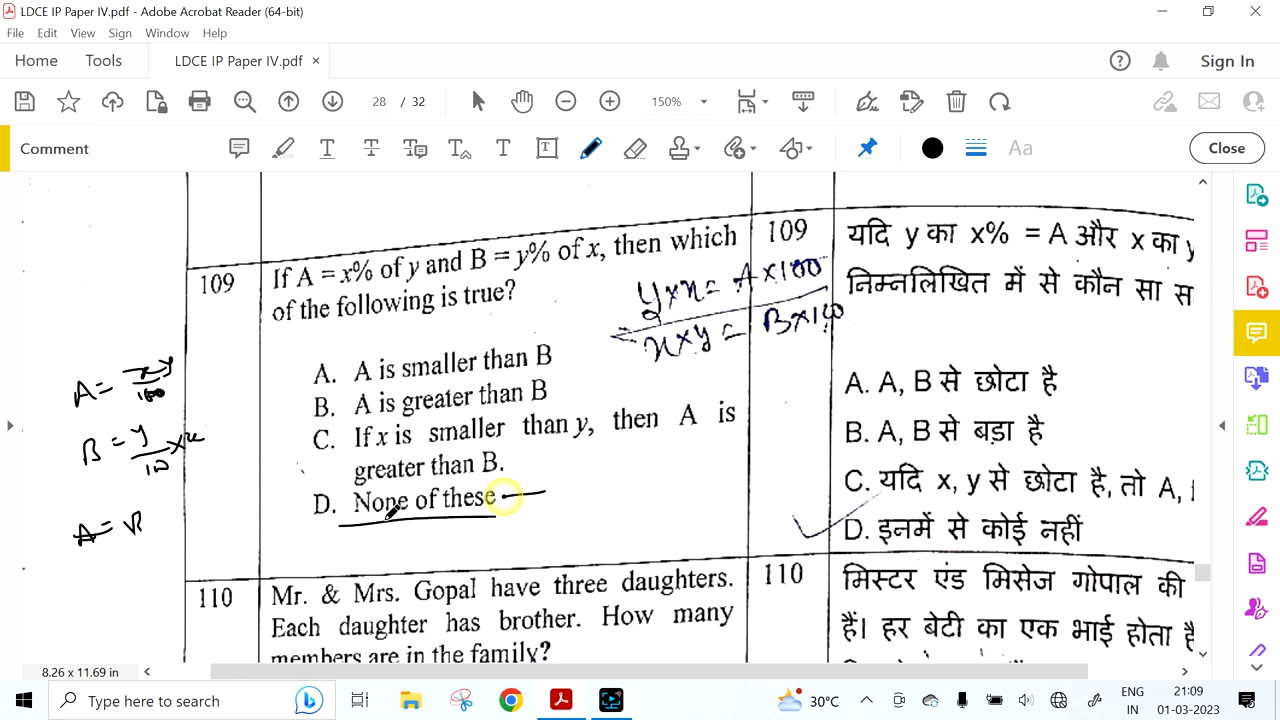 LDCE IP Paper IV.pdf - Adobe Acrobat Reader (64-bit)
File Edit View Sign Window Help
Home Tools LDCE IP Paper IV.pdf × Sign In
28 / 32 150%
Comment Close
109 If A = x% of y and B = y% of x, then which
of the following is true?
y×x = A×100
x×y = B×100
A. A is smaller than B
B. A is greater than B
C. If x is smaller than y, then A is
greater than B.
D. None of these
A =
B =
110 Mr. & Mrs. Gopal have three daughters.
Each daughter has brother. How many
members are in the family?
109 यदि y का x% = A और x का y
निम्नलिखित में से कौन सा स
A. A, B से छोटा है
B. A, B से बड़ा है
C. यदि x, y से छोटा है, तो A,
D. इनमें से कोई नहीं
110 मिस्टर एंड मिसेज गोपाल की
हैं। हर बेटी का एक भाई होता है
8.26 x 11.69 in
Type here to search 30°C ENG 21:09
IN 01-03-2023